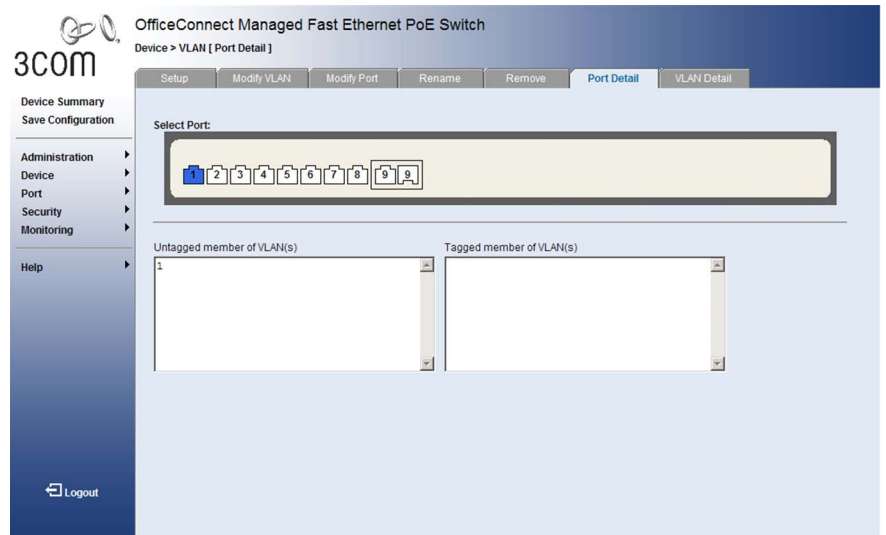 3COM
OfficeConnect Managed Fast Ethernet PoE Switch
Device > VLAN [ Port Detail ]
Setup Modify VLAN Modify Port Rename Remove Port Detail VLAN Detail
Device Summary
Save Configuration
Administration
Device
Port
Security
Monitoring
Help
Logout
Select Port:
1 2 3 4 5 6 7 8 9 9
Untagged member of VLAN(s) Tagged member of VLAN(s)
1